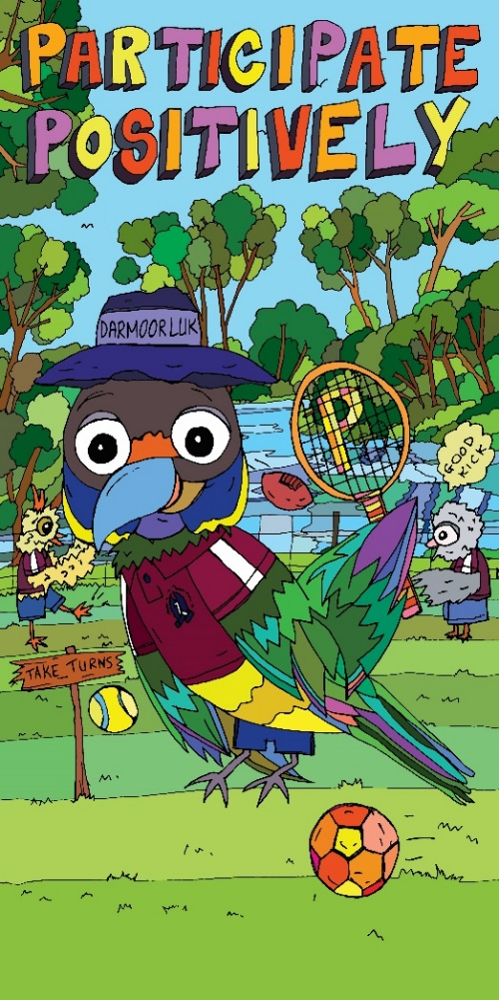 PARTICIPATE
POSITIVELY
DARMOORLUK
P
GOOD
KICK
TAKE TURNS